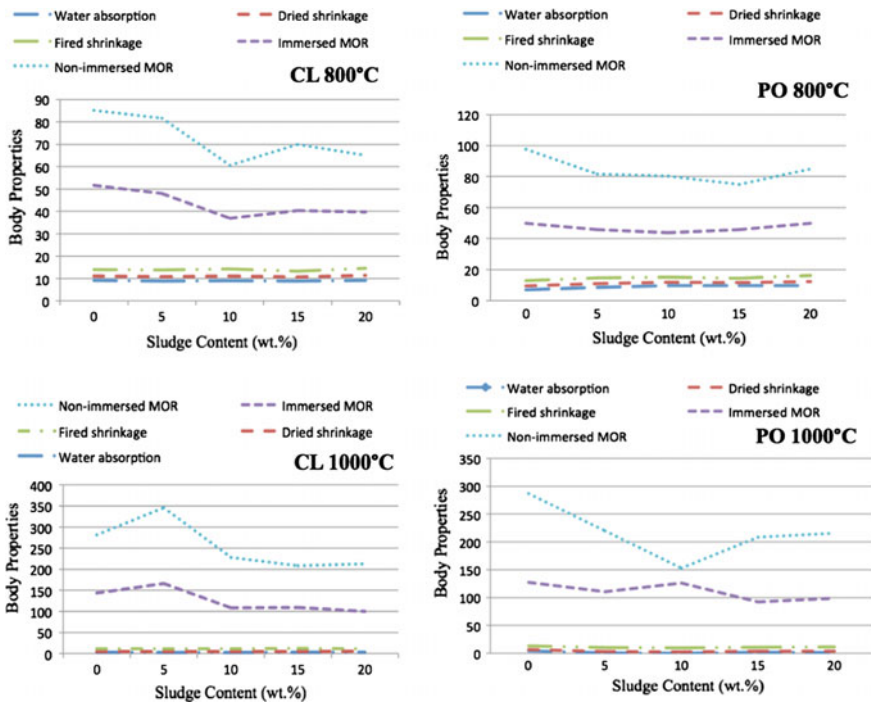 Water absorption
Dried shrinkage
Fired shrinkage
Immersed MOR
Non-immersed MOR
CL 800°C
90
80
70
60
50
40
30
20
10
0
Body Properties
0 5 10 15 20
Sludge Content (wt.%)
Water absorption
Dried shrinkage
Fired shrinkage
Immersed MOR
Non-immersed MOR
PO 800°C
120
100
80
60
40
20
0
Body Properties
0 5 10 15 20
Sludge Content (wt.%)
Non-immersed MOR
Immersed MOR
Fired shrinkage
Dried shrinkage
Water absorption
CL 1000°C
400
350
300
250
200
150
100
50
0
Body Properties
0 5 10 15 20
Sludge Content (wt.%)
Water absorption
Dried shrinkage
Fired shrinkage
Immersed MOR
Non-immersed MOR
PO 1000°C
350
300
250
200
150
100
50
0
Body Properties
0 5 10 15 20
Sludge Content (wt.%)